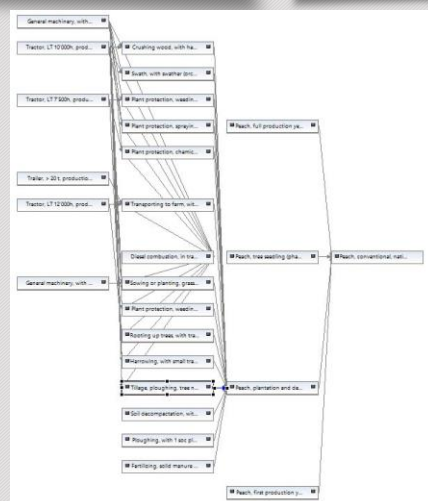 General machinery, with...
Tractor, LT 10 000h, prod...
Tractor, LT 7 500h, produ...
Trailer, > 20 t, productio...
Tractor, LT 12 000h, prod...
General machinery, with ...
Crushing wood, with ha...
Swath, with swather (orc...
Plant protection, weedin...
Plant protection, sprayin...
Plant protection, chemic...
Transporting to farm, wit...
Diesel combustion, in tra...
Sowing or planting, grass...
Plant protection, weedin...
Rooting up trees, with tra...
Harrowing, with small tra...
Tillage, ploughing, tree n...
Soil decompactation, wit...
Ploughing, with 1 soc pl...
Fertilizing, solid manure ...
Peach, full production ye...
Peach, tree seedling (pha...
Peach, plantation and de...
Peach, first production y...
Peach, conventional, nati...